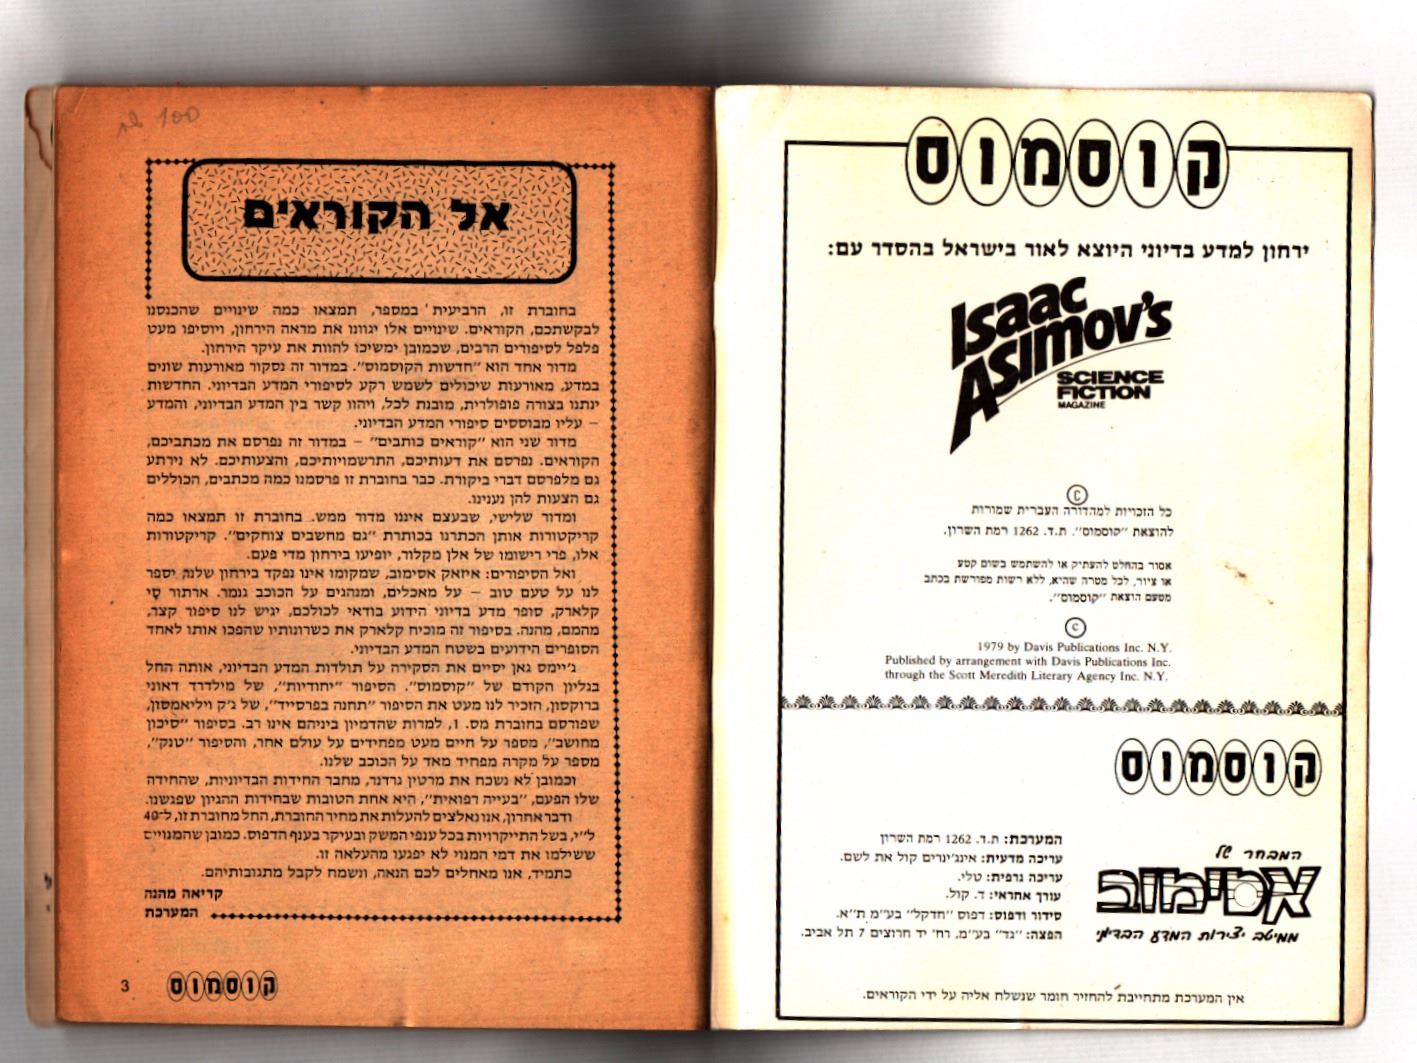 קוסמוס
ירחון למדע בדיוני היוצא לאור בישראל בהסדר עם:
Isaac
Asimov's
SCIENCE
FICTION
MAGAZINE
©
כל הזכויות למהדורה העברית שמורות
להוצאת "קוסמוס". ת.ד. 1262 רמת השרון.
אסור בהחלט להעתיק או להשתמש בשום קטע
או ציור, לכל מטרה שהיא, ללא רשות מפורשת בכתב
מטעם הוצאת "קוסמוס".
©
1979 by Davis Publications Inc. N.Y.
Published by arrangement with Davis Publications Inc.
through the Scott Meredith Literary Agency Inc. N.Y.
קוסמוס
המבחר של
אסימוב
ממיטב יצירות המדע הבדיוני
המערכת: ת.ד. 1262 רמת השרון
עריכה מדעית: אינג'ינרים קול את לשם.
עריכה גרפית: טלי.
עורך אחראי: ד. קול.
סידור ודפוס: דפוס "חדקל" בע"מ ת"א.
הפצה: "גד" בע"מ, רח' יד חרוצים 7 תל אביב.
אין המערכת מתחייבת להחזיר חומר שנשלח אליה על ידי הקוראים.
100 לי
אל הקוראים
בחוברת זו, הרביעית במספר, תמצאו כמה שינויים שהכנסנו
לבקשתכם, הקוראים. שינויים אלו יגוונו את מראה הירחון, ויוסיפו מעט
פלפל לסיפורים הרבים, שכמובן ימשיכו להוות את עיקר הירחון.
מדור אחד הוא "חדשות הקוסמוס". במדור זה נסקור מאורעות שונים
במדע, מאורעות שיכולים לשמש רקע לסיפורי המדע הבדיוני. החדשות
ינתנו בצורה פופולרית, מובנת לכל, ויהוו קשר בין המדע הבדיוני, והמדע
– עליו מבוססים סיפורי המדע הבדיוני.
מדור שני הוא "קוראים כותבים" – במדור זה נפרסם את מכתביכם,
הקוראים. נפרסם את דעותיכם, התרשמויותיכם, והצעותיכם. לא נירתע
גם מלפרסם דברי ביקורת. כבר בחוברת זו פרסמנו כמה מכתבים, הכוללים
גם הצעות להן נענינו.
ומדור שלישי, שבעצם איננו מדור ממש. בחוברת זו תמצאו כמה
קריקטורות אותן הכתרנו בכותרת "גם מחשבים צוחקים". קריקטורות
אלו, פרי רישומו של אלן מקלור, יופיעו בירחון מדי פעם.
ואל הסיפורים: איזאק אסימוב, שמקומו אינו נפקד בירחון שלנו, יספר
לנו על טעם טוב – על מאכלים, ומנהגים על הכוכב גנמר. ארתור סי
קלארק, סופר מדע בדיוני הידוע בודאי לכולכם, יגיש לנו סיפור קצר,
מהמם, מהנה. בסיפור זה מוכיח קלארק את כשרונותיו שהפכו אותו לאחד
הסופרים הידועים בשטח המדע הבדיוני.
ג'יימס גאן יסיים את הסקירה על תולדות המדע הבדיוני, אותה החל
בגליון הקודם של "קוסמוס". הסיפור "יחודיות", של מילדרד דאוני
ברוקסון, הזכיר לנו מעט את הסיפור "תחנה בפרסייד", של ג'ק ויליאמסון,
שפורסם בחוברת מס. 1, למרות שהדמיון ביניהם אינו רב. בסיפור "סיכון
מחושב", מספר על חיים מעט מפחידים על עולם אחר, והסיפור "טנק",
מספר על מקרה מפחיד מאד על הכוכב שלנו.
וכמובן לא נשכח את מרטין גרדנר, מחבר החידות הבדיוניות, שהחידה
שלו הפעם, "בעייה רפואית", היא אחת הטובות שבחידות ההגיון שפגשנו.
ודבר אחרון, אנו נאלצים להעלות את מחיר החוברת, החל מחוברת זו, ל־40
ל"י, בשל התייקרויות בכל ענפי המשק ובעיקר בענף הדפוס. כמובן שהמנויים
ששילמו את דמי המנוי לא יפגעו מהעלאה זו.
כתמיד, אנו מאחלים לכם הנאה, ונשמח לקבל מתגובותיהם.
קריאה מהנה
המערכת
קוסמוס
3